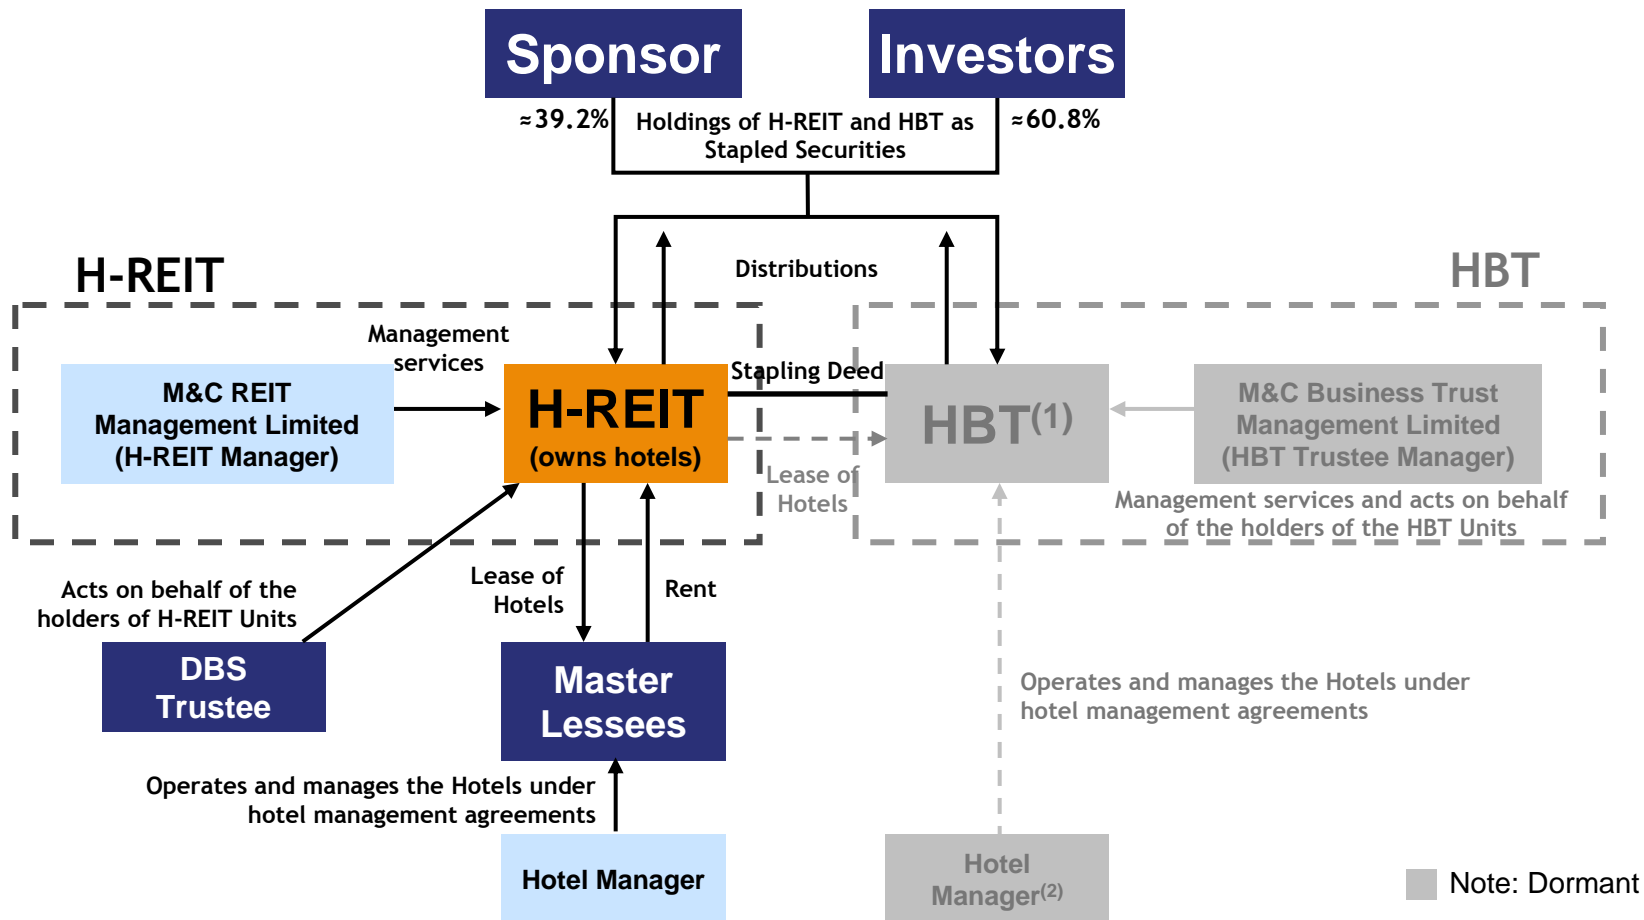 Sponsor
Investors
≈39.2%
Holdings of H-REIT and HBT as
Stapled Securities
≈60.8%
Distributions
H-REIT
HBT
Management
services
M&C REIT
Management Limited
(H-REIT Manager)
H-REIT
(owns hotels)
Stapling Deed
HBT(1)
M&C Business Trust
Management Limited
(HBT Trustee Manager)
Lease of
Hotels
Management services and acts on behalf
of the holders of the HBT Units
Acts on behalf of the
holders of H-REIT Units
Lease of
Hotels
Rent
DBS
Trustee
Master
Lessees
Operates and manages the Hotels under
hotel management agreements
Operates and manages the Hotels under
hotel management agreements
Hotel Manager
Hotel
Manager(2)
Note: Dormant